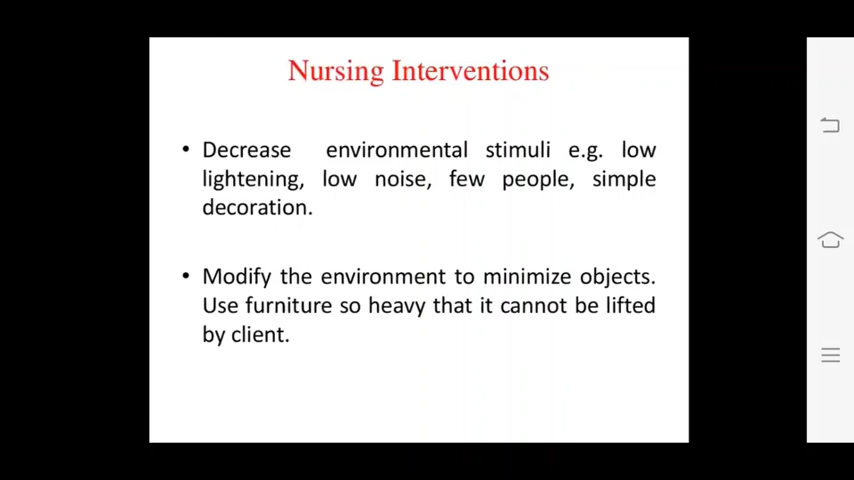 Nursing Interventions
• Decrease environmental stimuli e.g. low
lightening, low noise, few people, simple
decoration.
• Modify the environment to minimize objects.
Use furniture so heavy that it cannot be lifted
by client.